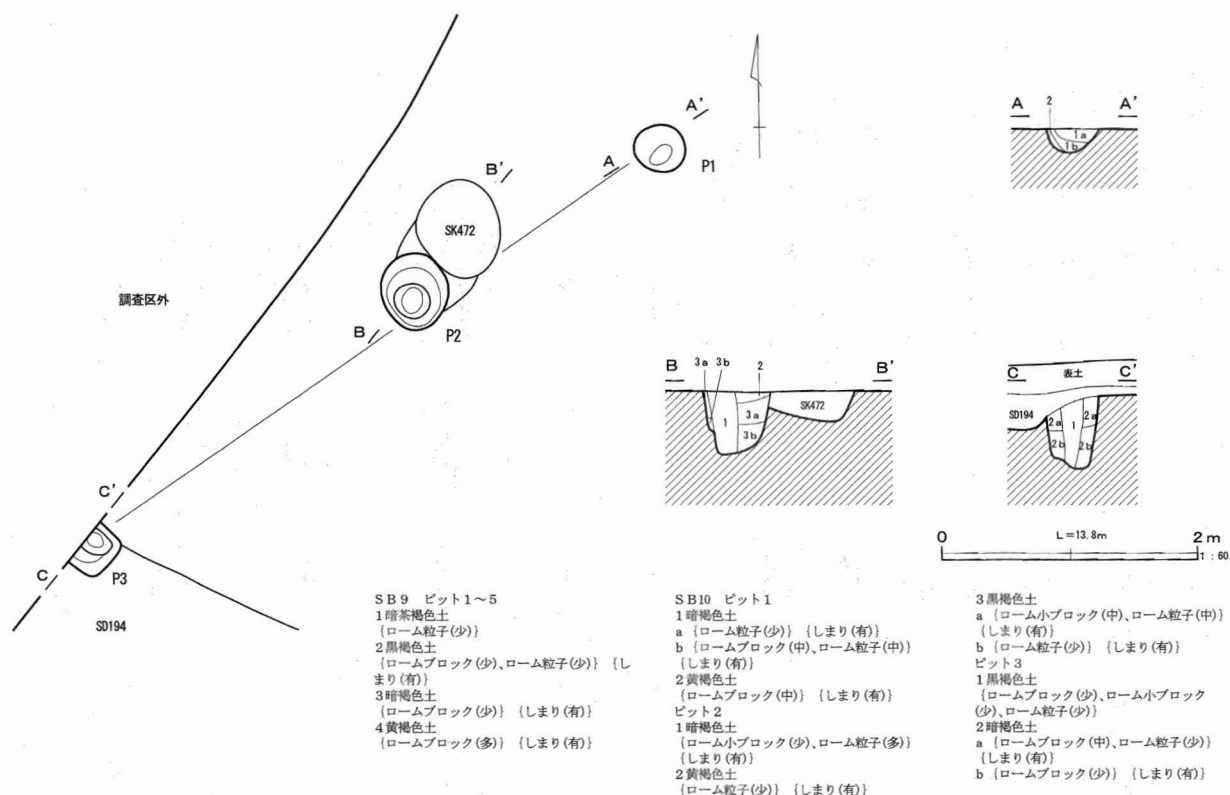 A'
A
P1
B'
SK472
調査区外
B
P2
C'
C
P3
SD194
A 2 A'
1a
1b
3a 3b 2
B B'
1
3a
3b
SK472
表土
C C'
SD194
2a 1 2a
2b 2b
0 L=13.8m 2m
1:60
SB9 ピット1～5
1暗茶褐色土
{ローム粒子(少)}
2黒褐色土
{ロームブロック(少)、ローム粒子(少)} {し
まり(有)}
3暗褐色土
{ロームブロック(少)} {しまり(有)}
4黄褐色土
{ロームブロック(多)} {しまり(有)}
SB10 ピット1
1暗褐色土
a {ローム粒子(少)} {しまり(有)}
b {ロームブロック(中)、ローム粒子(中)}
{しまり(有)}
2黄褐色土
{ロームブロック(中)} {しまり(有)}
ピット2
1暗褐色土
{ローム小ブロック(少)、ローム粒子(多)}
{しまり(有)}
2黄褐色土
{ローム粒子(少)} {しまり(有)}
3黒褐色土
a {ローム小ブロック(中)、ローム粒子(中)}
{しまり(有)}
b {ローム粒子(少)} {しまり(有)}
ピット3
1黒褐色土
{ロームブロック(少)、ローム小ブロック
(少)、ローム粒子(少)}
2暗褐色土
a {ロームブロック(中)、ローム粒子(少)}
{しまり(有)}
b {ロームブロック(少)} {しまり(有)}